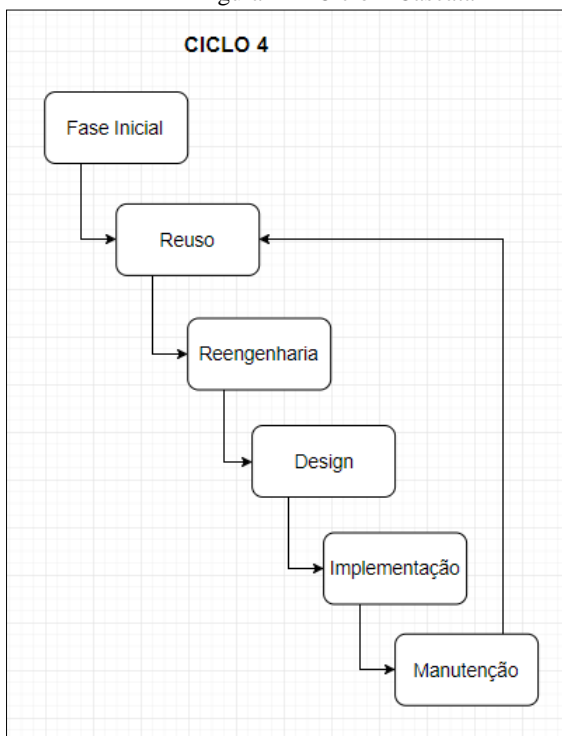 CICLO 4
Fase Inicial
Reuso
Reengenharia
Design
Implementação
Manutenção